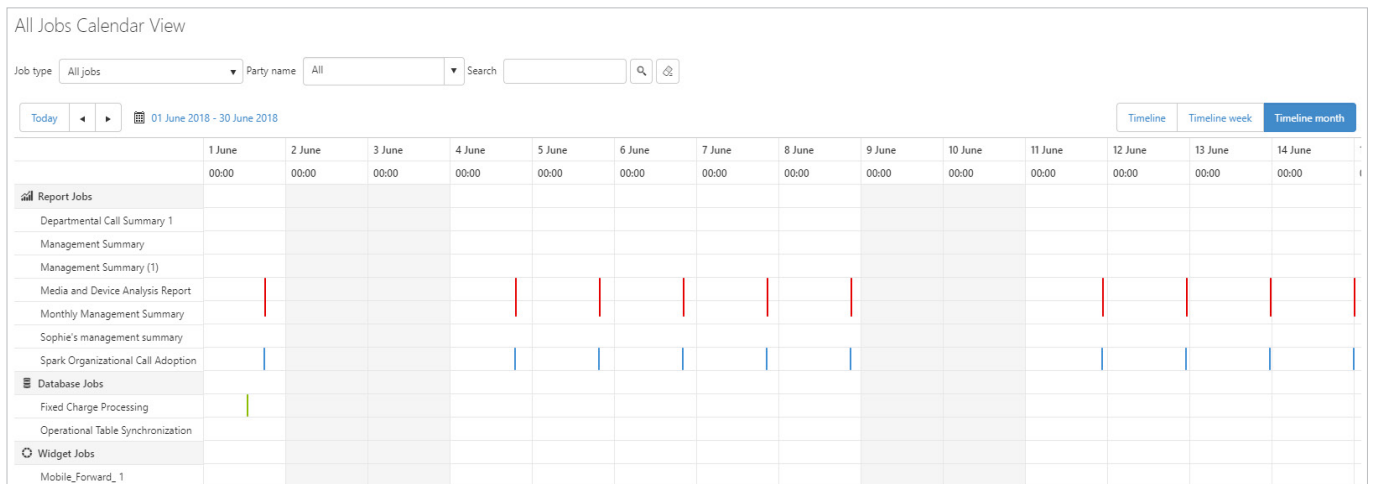 All Jobs Calendar View
Job type All jobs Party name All Search
Today 01 June 2018 - 30 June 2018 Timeline Timeline week Timeline month
1 June 2 June 3 June 4 June 5 June 6 June 7 June 8 June 9 June 10 June 11 June 12 June 13 June 14 June
00:00 00:00 00:00 00:00 00:00 00:00 00:00 00:00 00:00 00:00 00:00 00:00 00:00 00:00
Report Jobs
Departmental Call Summary 1
Management Summary
Management Summary (1)
Media and Device Analysis Report
Monthly Management Summary
Sophie's management summary
Spark Organizational Call Adoption
Database Jobs
Fixed Charge Processing
Operational Table Synchronization
Widget Jobs
Mobile_Forward_ 1